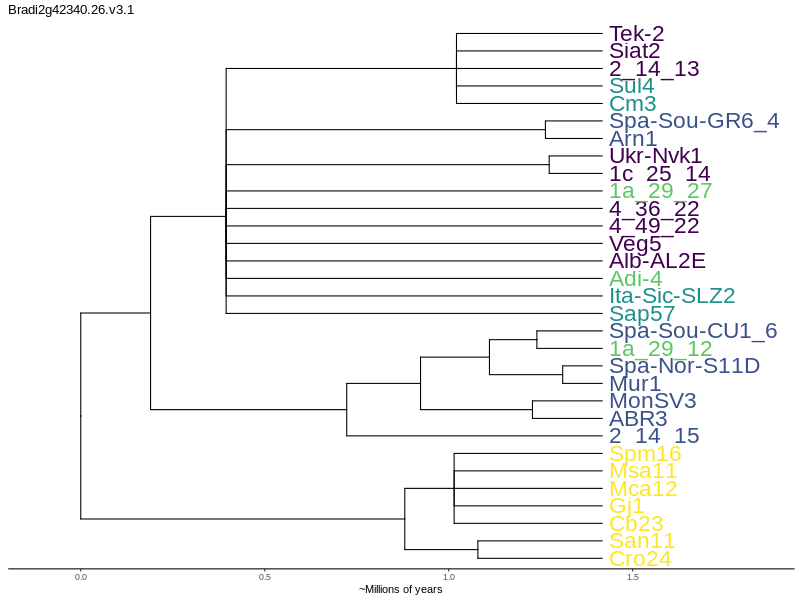 Bradi2g42340.26.v3.1
Tek-2
Siat2
2_14_13
Sul4
Cm3
Spa-Sou-GR6_4
Arn1
Ukr-Nvk1
1c_25_14
1a_29_27
4_36_22
4_49_22
Veg5
Alb-AL2E
Adi-4
Ita-Sic-SLZ2
Sap57
Spa-Sou-CU1_6
1a_29_12
Spa-Nor-S11D
Mur1
MonSV3
ABR3
2_14_15
Spm16
Msa11
Mca12
Gj1
Cb23
San11
Cro24
0.0 0.5 1.0 1.5
~Millions of years